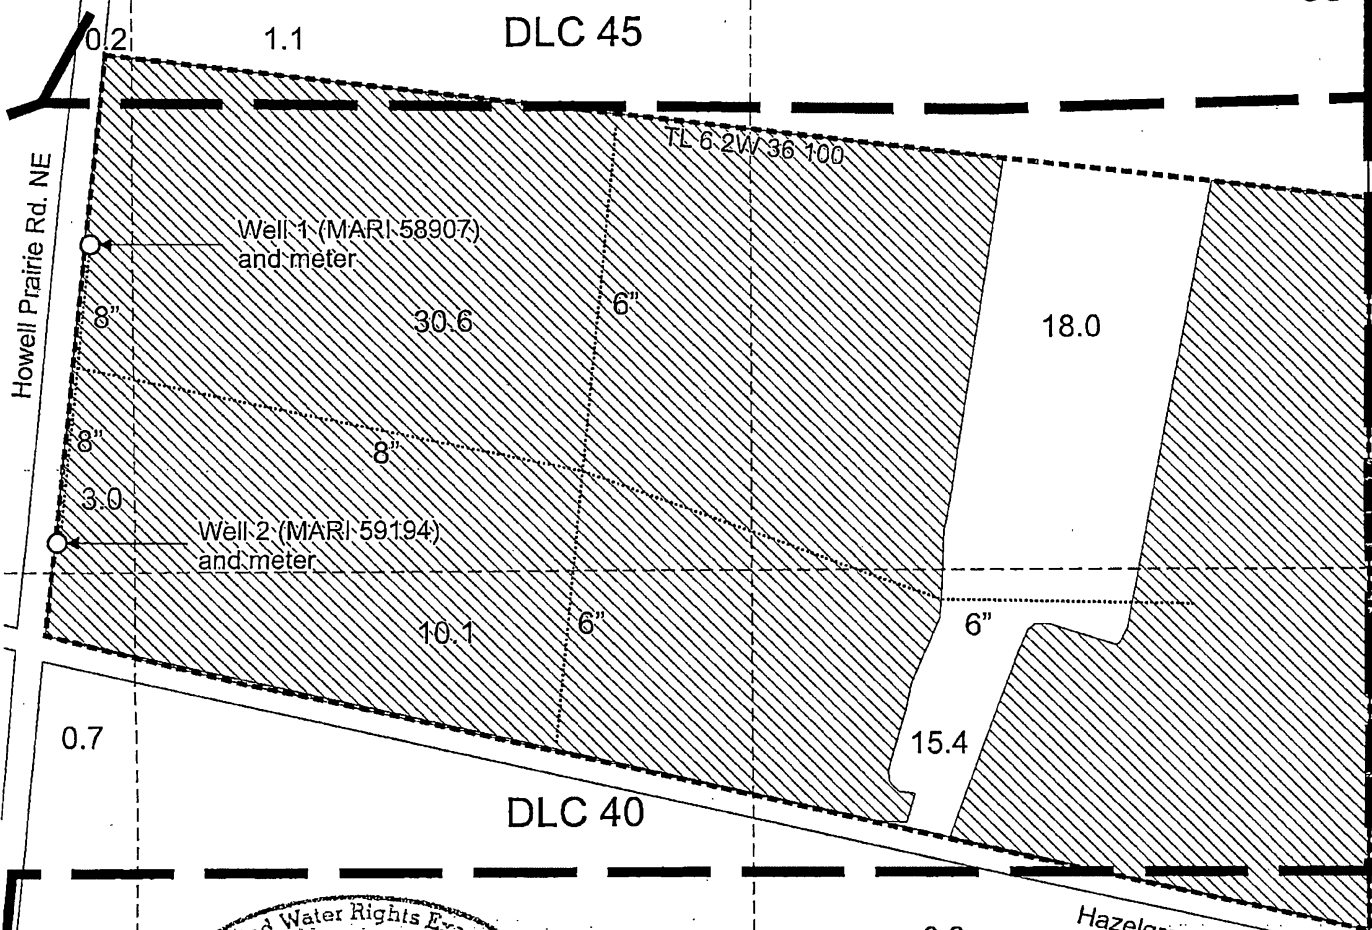 DLC 45
0.2
1.1
TL 6 2W 36 100
Howell Prairie Rd. NE
Well 1 (MARI 58907)
and meter
8"
30.6
6"
18.0
8"
8"
3.0
Well 2 (MARI 59194)
and meter
10.1
6"
6"
0.7
15.4
DLC 40
Water Rights